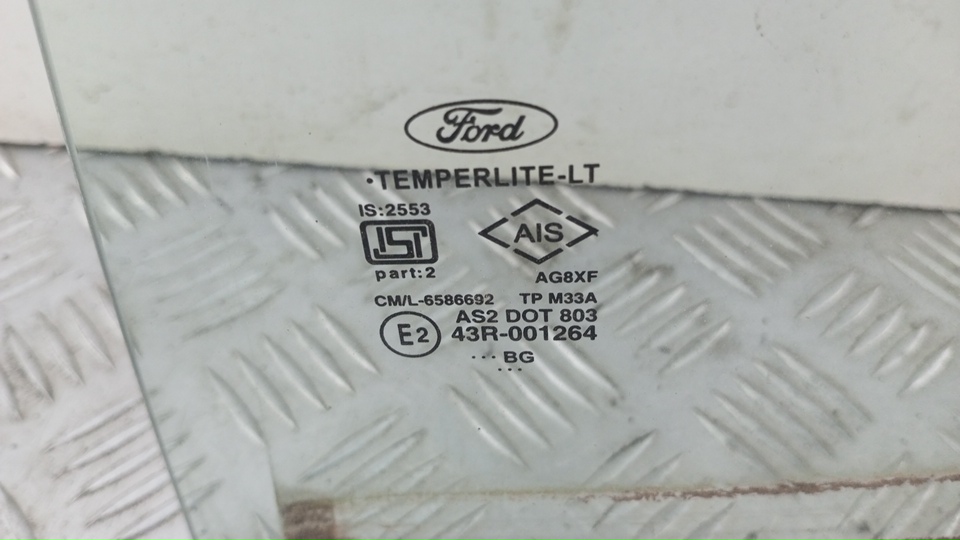 Ford
·TEMPERLITE-LT
IS:2553
ISI
AIS
part:2
AG8XF
CM/L-6586692 TP M33A
AS2 DOT 803
E2 43R-001264
··· BG
···